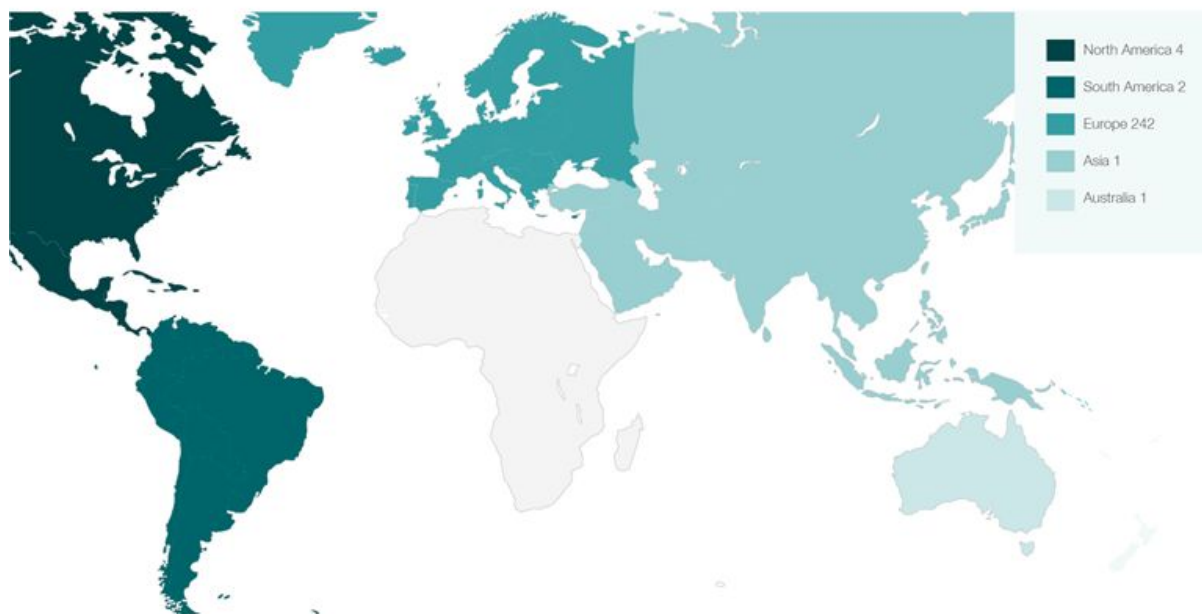 North America 4
South America 2
Europe 242
Asia 1
Australia 1